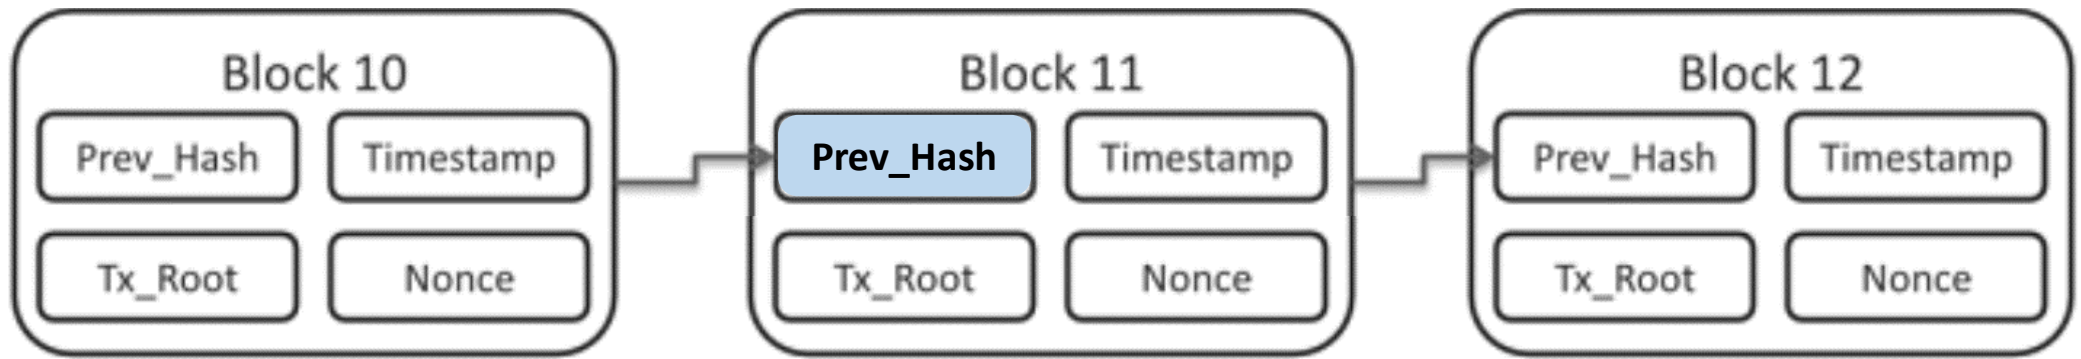 Block 10
Prev_Hash
Timestamp
Tx_Root
Nonce
Block 11
Prev_Hash
Timestamp
Tx_Root
Nonce
Block 12
Prev_Hash
Timestamp
Tx_Root
Nonce